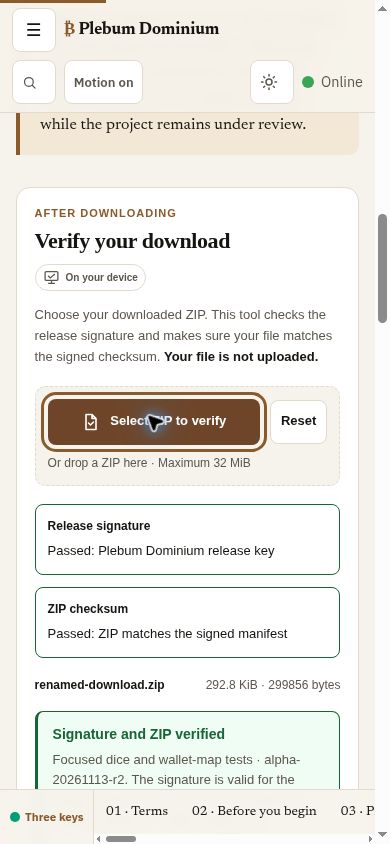 ☰ ₿ Plebum Dominium
Motion on
Online
while the project remains under review.
AFTER DOWNLOADING
Verify your download
On your device
Choose your downloaded ZIP. This tool checks the
release signature and makes sure your file matches
the signed checksum. Your file is not uploaded.
Select ZIP to verify
Reset
Or drop a ZIP here · Maximum 32 MiB
Release signature
Passed: Plebum Dominium release key
ZIP checksum
Passed: ZIP matches the signed manifest
renamed-download.zip 292.8 KiB · 299856 bytes
Signature and ZIP verified
Focused dice and wallet-map tests · alpha-
20261113-r2. The signature is valid for the
Three keys
01 · Terms 02 · Before you begin 03 · P